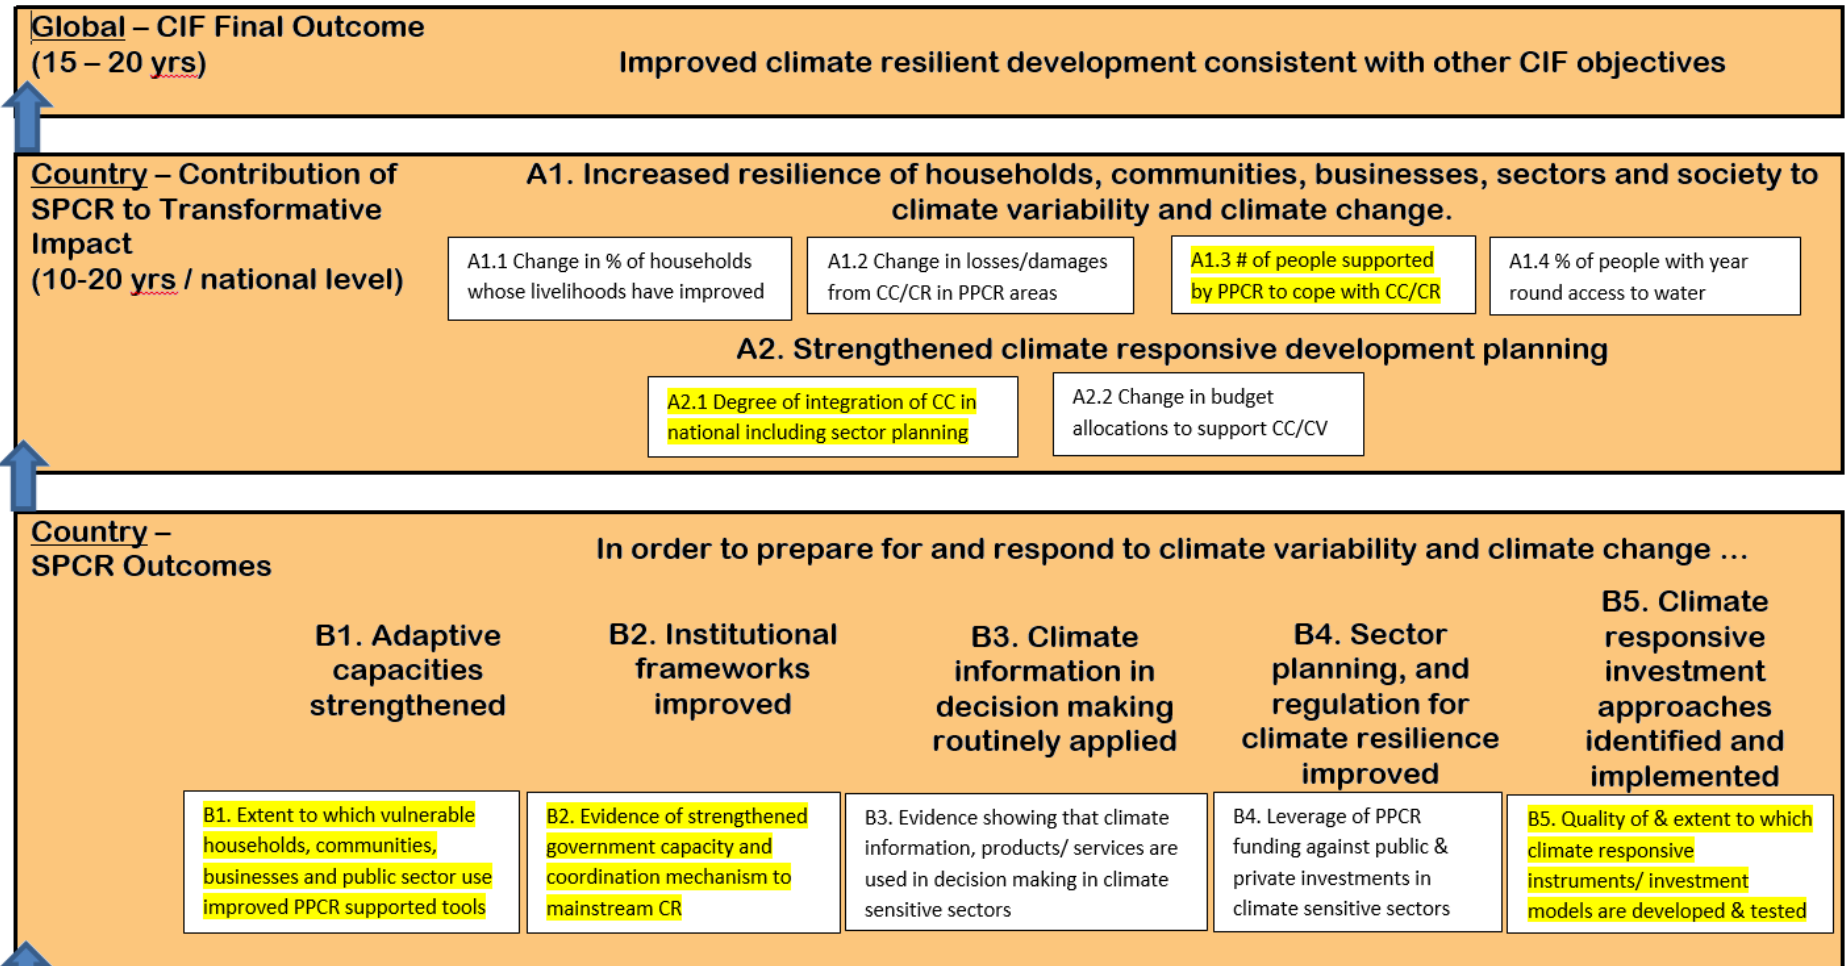 Global – CIF Final Outcome
(15 – 20 yrs)
Improved climate resilient development consistent with other CIF objectives
Country – Contribution of
SPCR to Transformative
Impact
(10-20 yrs / national level)
A1. Increased resilience of households, communities, businesses, sectors and society to
climate variability and climate change.
A1.1 Change in % of households
whose livelihoods have improved
A1.2 Change in losses/damages
from CC/CR in PPCR areas
A1.3 # of people supported
by PPCR to cope with CC/CR
A1.4 % of people with year
round access to water
A2. Strengthened climate responsive development planning
A2.1 Degree of integration of CC in
national including sector planning
A2.2 Change in budget
allocations to support CC/CV
Country –
SPCR Outcomes
In order to prepare for and respond to climate variability and climate change ...
B1. Adaptive
capacities
strengthened
B2. Institutional
frameworks
improved
B3. Climate
information in
decision making
routinely applied
B4. Sector
planning, and
regulation for
climate resilience
improved
B5. Climate
responsive
investment
approaches
identified and
implemented
B1. Extent to which vulnerable
households, communities,
businesses and public sector use
improved PPCR supported tools
B2. Evidence of strengthened
government capacity and
coordination mechanism to
mainstream CR
B3. Evidence showing that climate
information, products/ services are
used in decision making in climate
sensitive sectors
B4. Leverage of PPCR
funding against public &
private investments in
climate sensitive sectors
B5. Quality of & extent to which
climate responsive
instruments/ investment
models are developed & tested